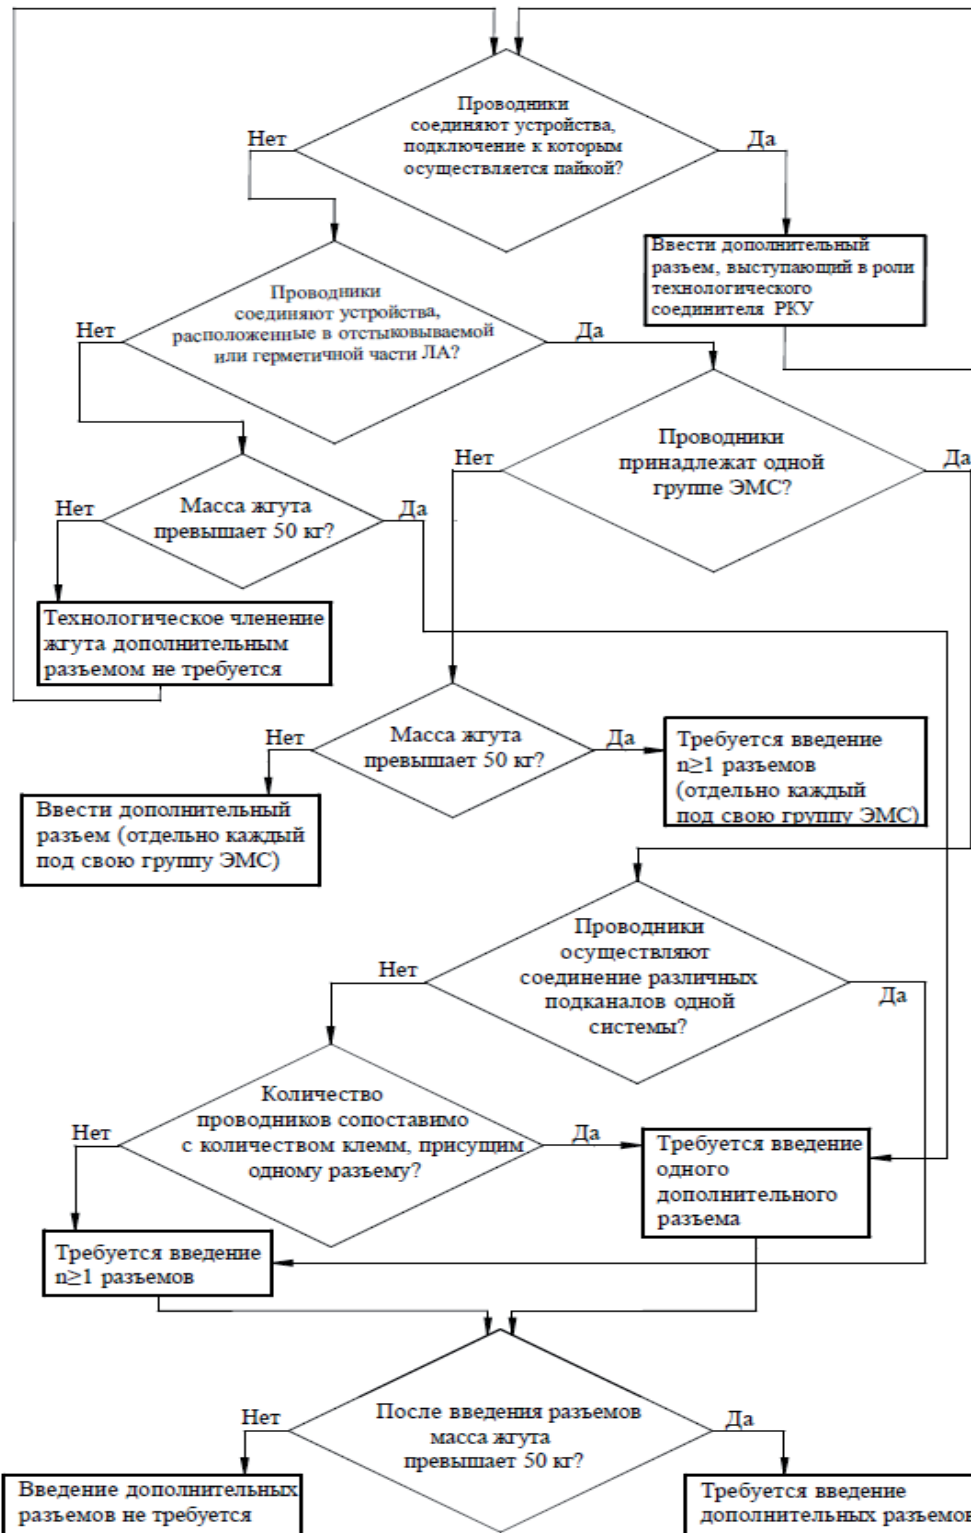 Проводники
соединяют устройства,
подключение к которым
осуществляется пайкой?
Нет
Да
Ввести дополнительный
разъем, выступающий в роли
технологического
соединителя РКУ
Проводники
соединяют устройства,
расположенные в отстыковываемой
или герметичной части ЛА?
Нет
Да
Проводники
принадлежат одной
группе ЭМС?
Нет
Да
Масса жгута
превышает 50 кг?
Нет
Да
Технологическое членение
жгута дополнительным
разъемом не требуется
Масса жгута
превышает 50 кг?
Нет
Да
Требуется введение
n≥1 разъемов
(отдельно каждый
под свою группу ЭМС)
Ввести дополнительный
разъем (отдельно каждый
под свою группу ЭМС)
Проводники
осуществляют
соединение различных
подканалов одной
системы?
Нет
Да
Количество
проводников сопоставимо
с количеством клемм, присущим
одному разъему?
Нет
Да
Требуется введение
одного
дополнительного
разъема
Требуется введение
n≥1 разъемов
После введения разъемов
масса жгута
превышает 50 кг?
Нет
Да
Введение дополнительных
разъемов не требуется
Требуется введение
дополнительных разъемов